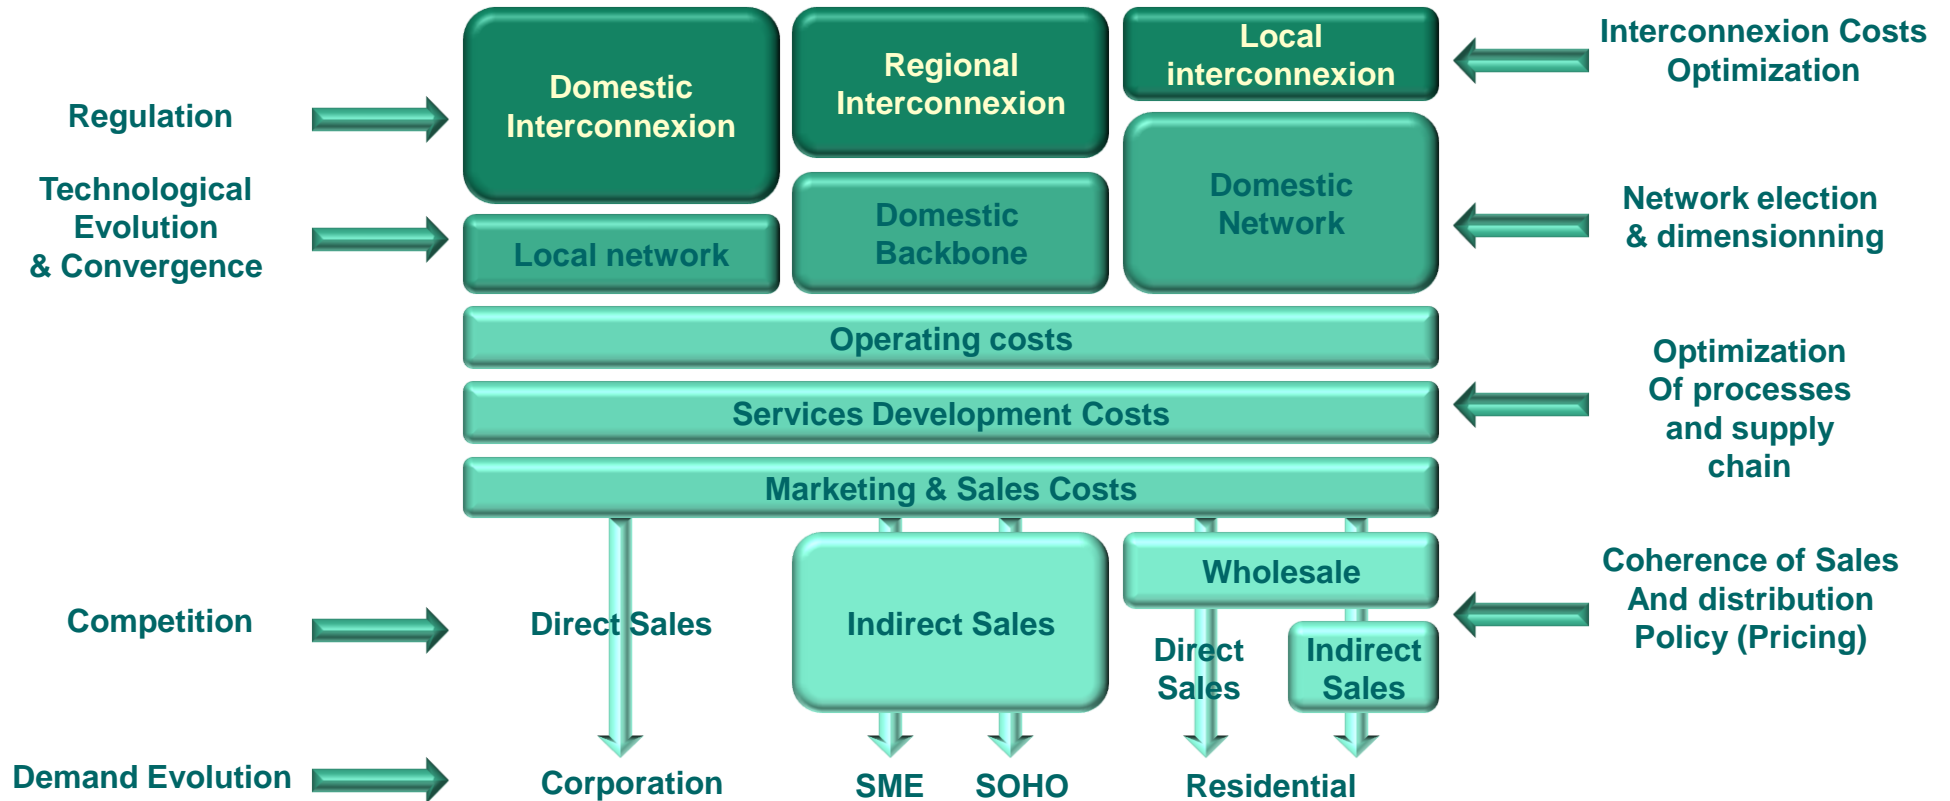 Regulation
Technological
Evolution
& Convergence
Competition
Demand Evolution
Domestic
Interconnexion
Regional
Interconnexion
Local
interconnexion
Local network
Domestic
Backbone
Domestic
Network
Operating costs
Services Development Costs
Marketing & Sales Costs
Direct Sales
Indirect Sales
Wholesale
Direct
Sales
Indirect
Sales
Corporation
SME
SOHO
Residential
Interconnexion Costs
Optimization
Network election
& dimensionning
Optimization
Of processes
and supply
chain
Coherence of Sales
And distribution
Policy (Pricing)